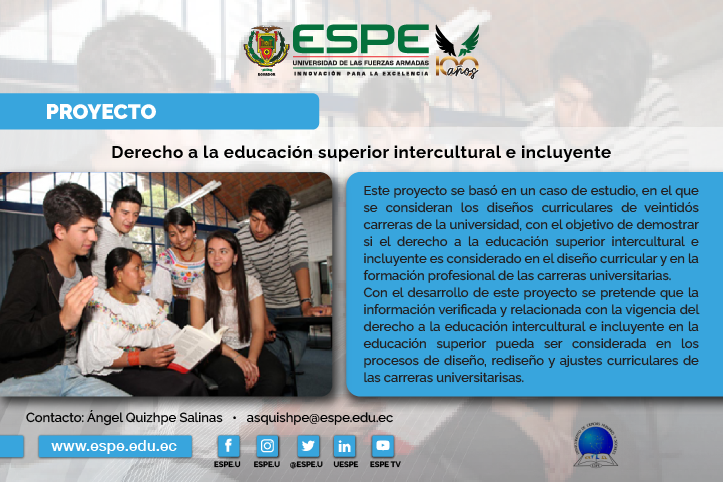 ESPE
UNIVERSIDAD DE LAS FUERZAS ARMADAS
INNOVACIÓN PARA LA EXCELENCIA
ECUADOR
100
años
PROYECTO
Derecho a la educación superior intercultural e incluyente
Este proyecto se basó en un caso de estudio, en el que
se consideran los diseños curriculares de veintidós
carreras de la universidad, con el objetivo de demostrar
si el derecho a la educación superior intercultural e
incluyente es considerado en el diseño curricular y en la
formación profesional de las carreras universitarias.
Con el desarrollo de este proyecto se pretende que la
información verificada y relacionada con la vigencia del
derecho a la educación intercultural e incluyente en la
educación superior pueda ser considerada en los
procesos de diseño, rediseño y ajustes curriculares de
las carreras universitarisas.
Contacto: Ángel Quizhpe Salinas • asquishpe@espe.edu.ec
www.espe.edu.ec
ESPE.U ESPE.U @ESPE.U UESPE ESPE TV